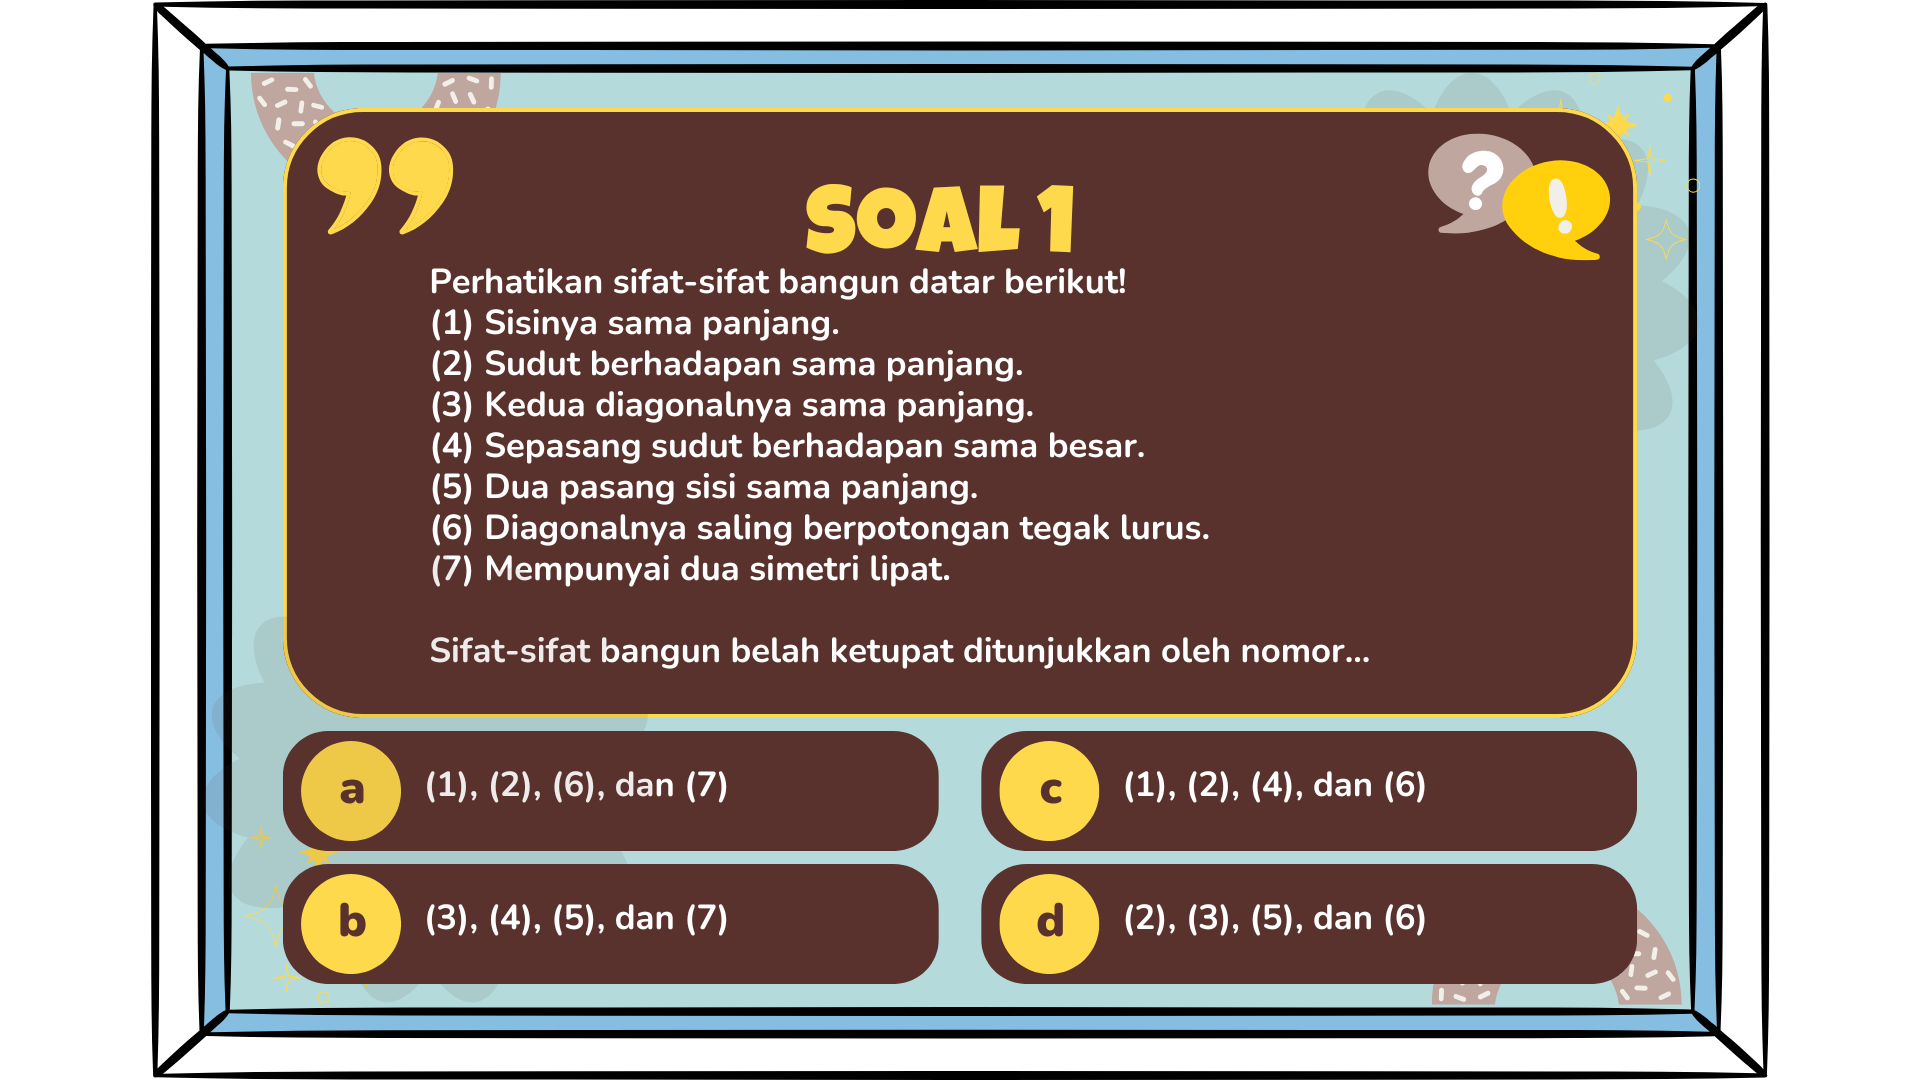 SOAL 1
Perhatikan sifat-sifat bangun datar berikut!
(1) Sisinya sama panjang.
(2) Sudut berhadapan sama panjang.
(3) Kedua diagonalnya sama panjang.
(4) Sepasang sudut berhadapan sama besar.
(5) Dua pasang sisi sama panjang.
(6) Diagonalnya saling berpotongan tegak lurus.
(7) Mempunyai dua simetri lipat.
Sifat-sifat bangun belah ketupat ditunjukkan oleh nomor...
a (1), (2), (6), dan (7)
b (3), (4), (5), dan (7)
c (1), (2), (4), dan (6)
d (2), (3), (5), dan (6)